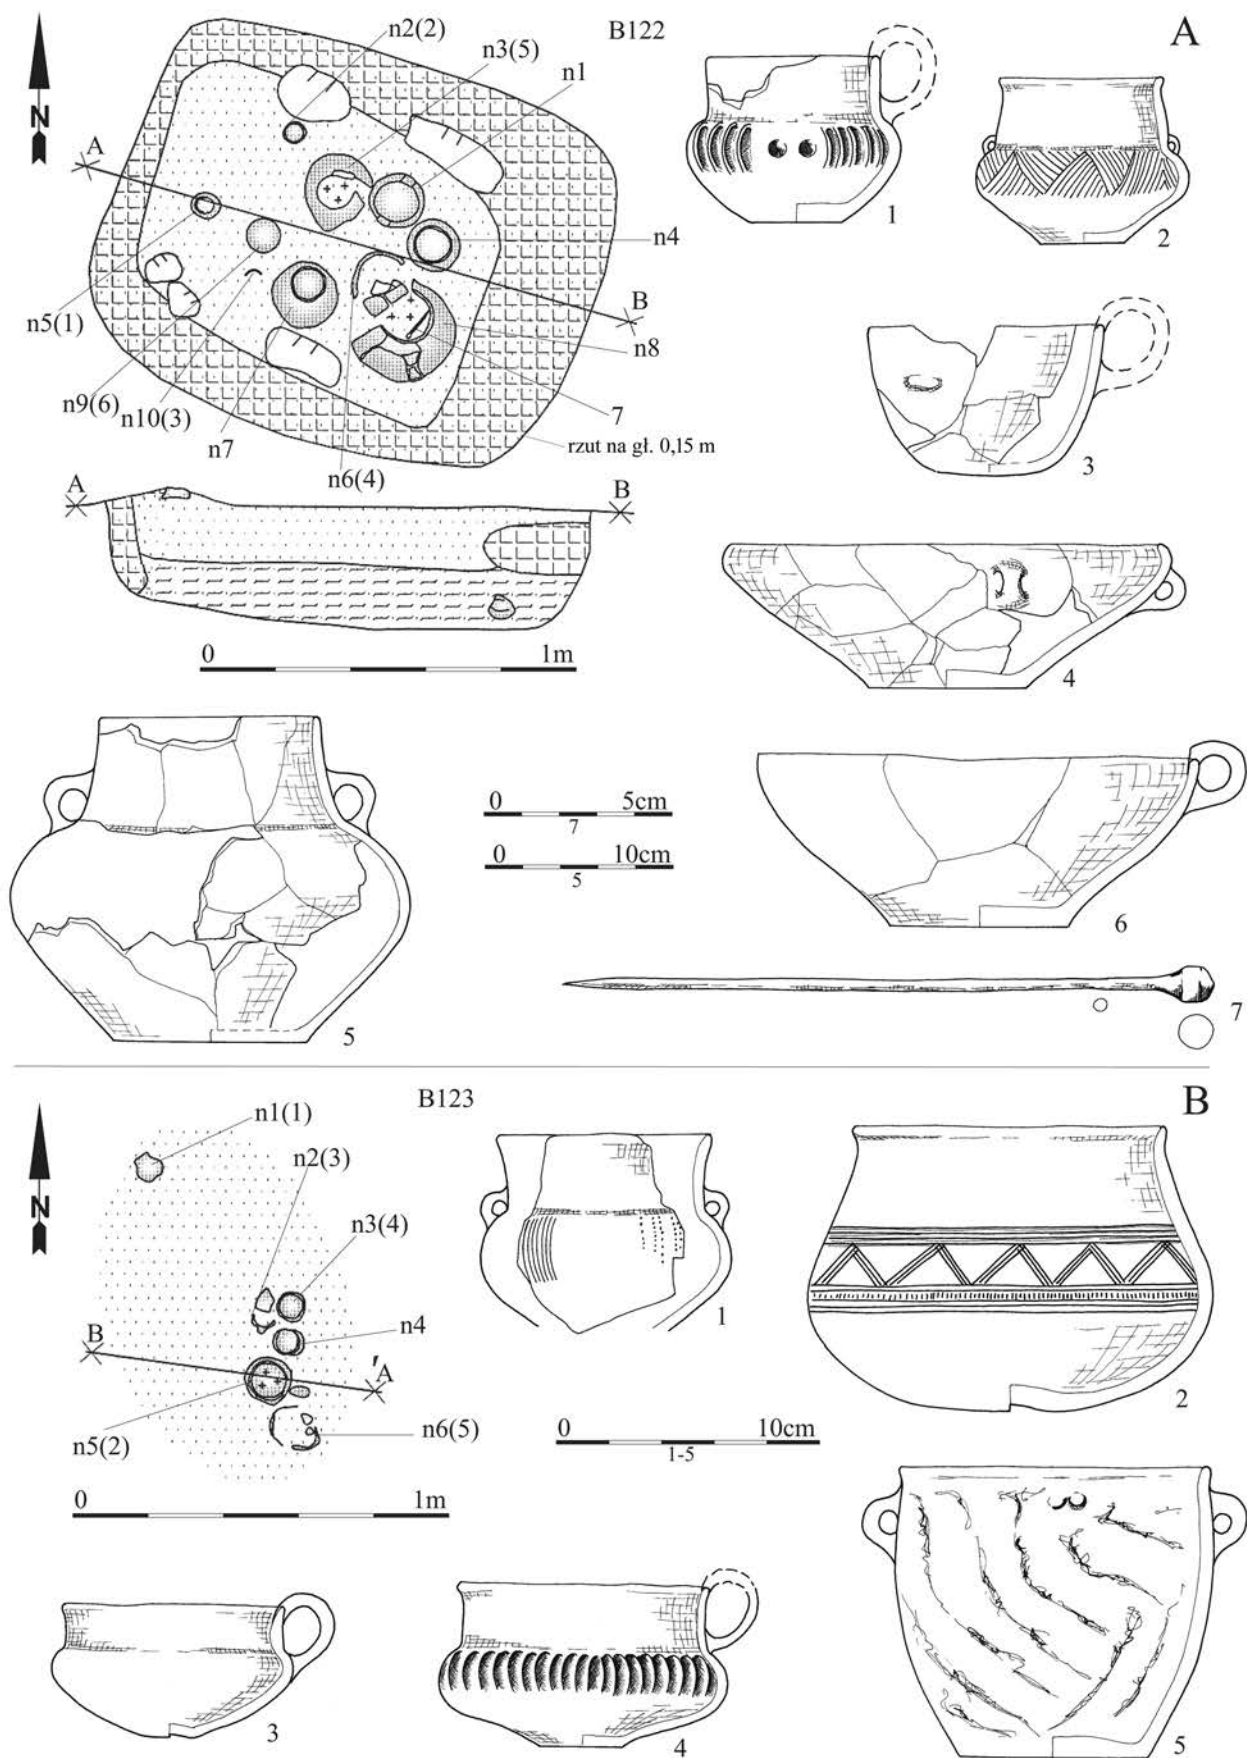 B122
A
N
n2(2)
n3(5)
n1
A
n4
B
n5(1)
n8
n9(6)
n10(3)
n7
n6(4)
7
rzut na gł. 0,15 m
A
B
0 1m
1
2
3
4
0 5cm
7
0 10cm
5
5
6
7
B123
B
N
n1(1)
n2(3)
n3(4)
n4
B
'A
n5(2)
n6(5)
0 1m
0 10cm
1-5
1
2
3
4
5